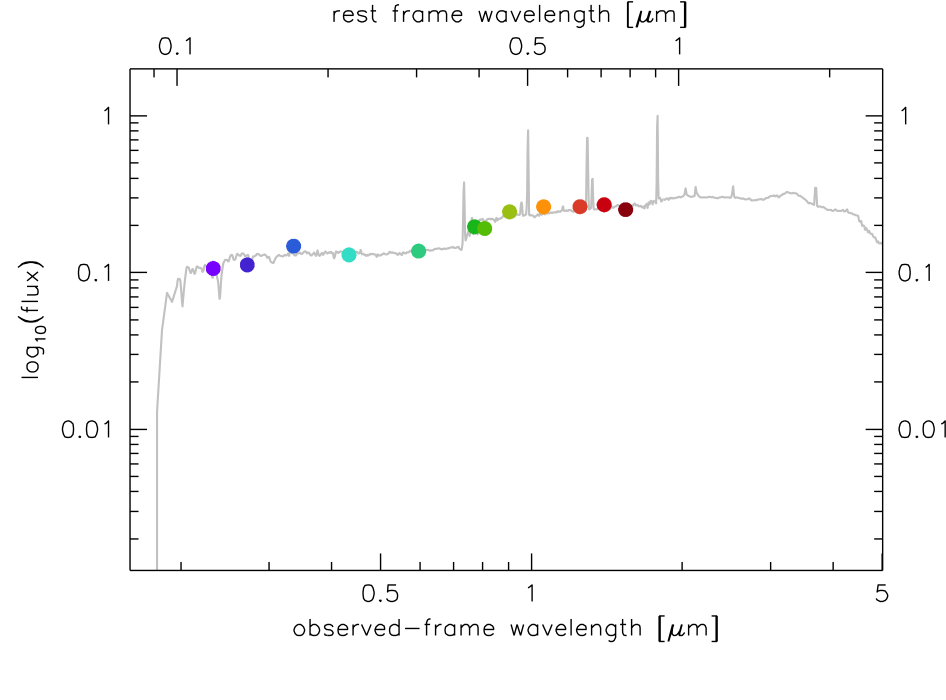 rest frame wavelength [μm]
0.1 0.5 1
1 1
0.1 0.1
0.01 0.01
log10(flux)
0.5 1 5
observed-frame wavelength [μm]